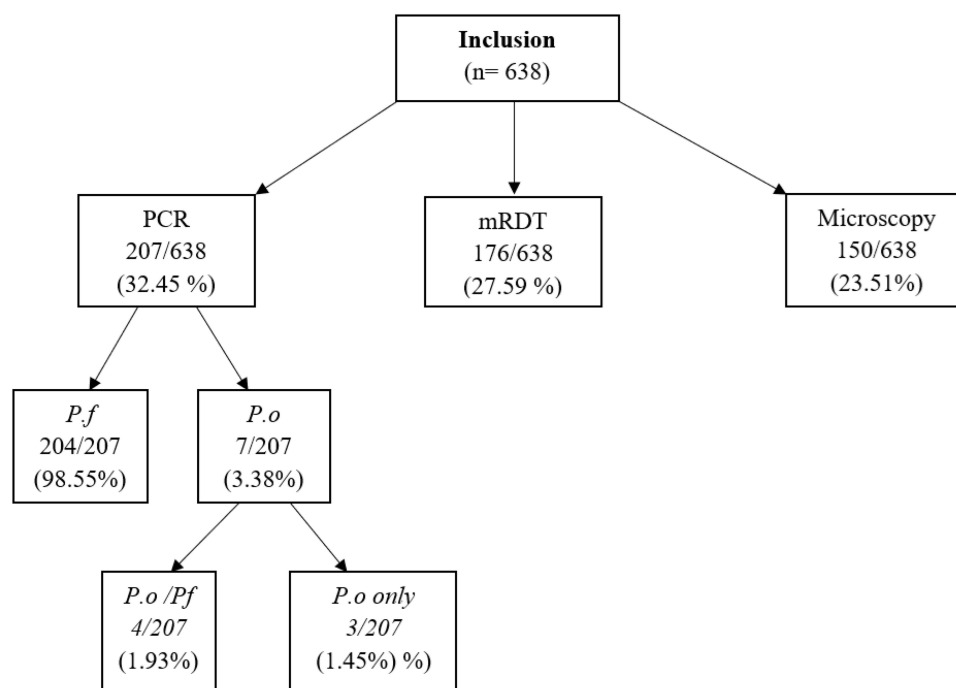 Inclusion
(n= 638)
PCR
207/638
(32.45 %)
mRDT
176/638
(27.59 %)
Microscopy
150/638
(23.51%)
P.f
204/207
(98.55%)
P.o
7/207
(3.38%)
P.o /Pf
4/207
(1.93%)
P.o only
3/207
(1.45%) %)